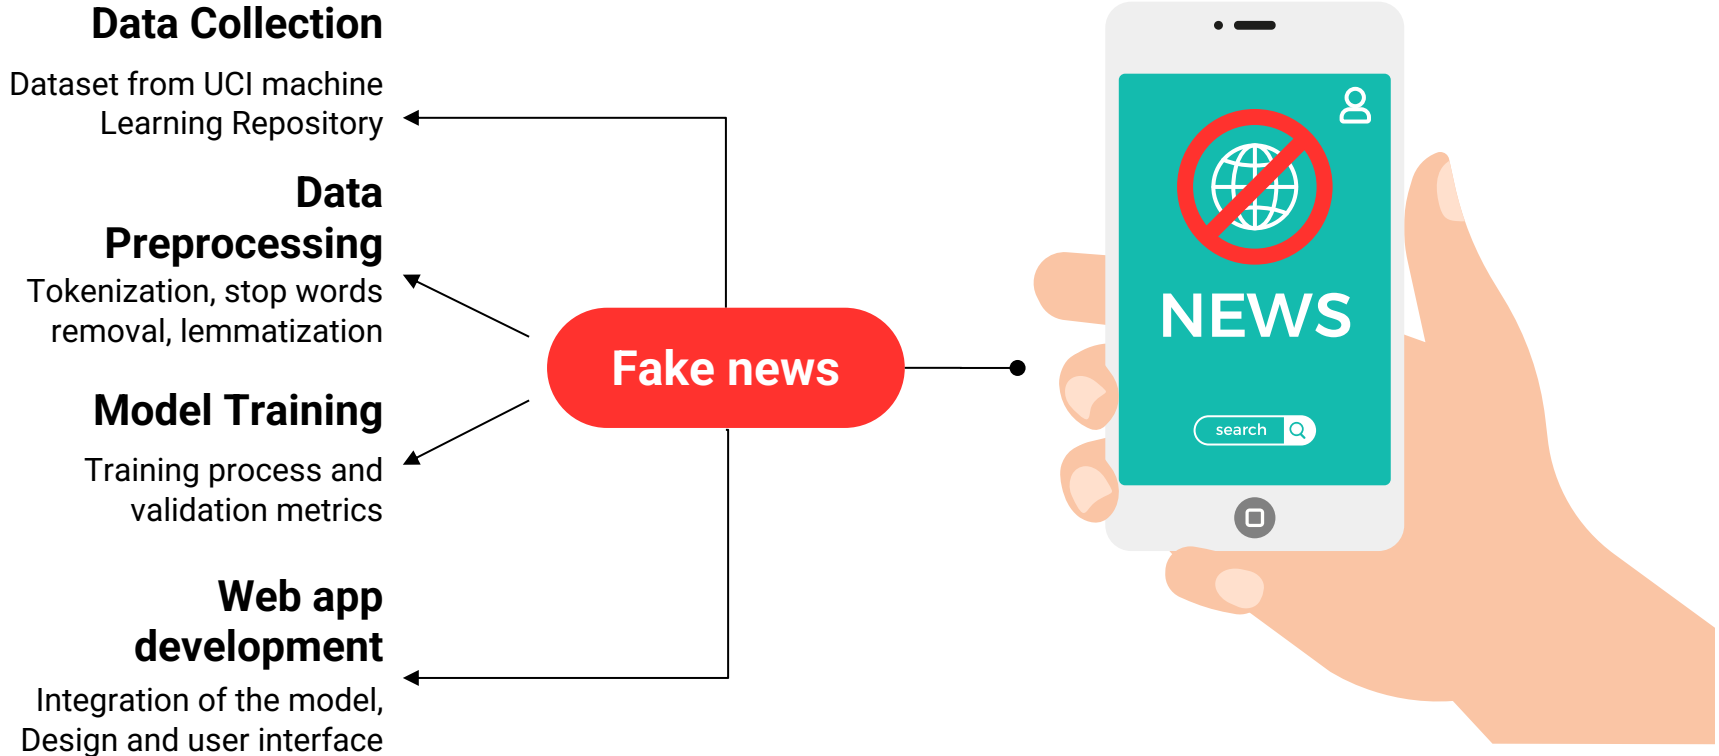 Data Collection
Dataset from UCI machine
Learning Repository
Data
Preprocessing
Tokenization, stop words
removal, lemmatization
Model Training
Training process and
validation metrics
Web app
development
Integration of the model,
Design and user interface
Fake news
NEWS
search